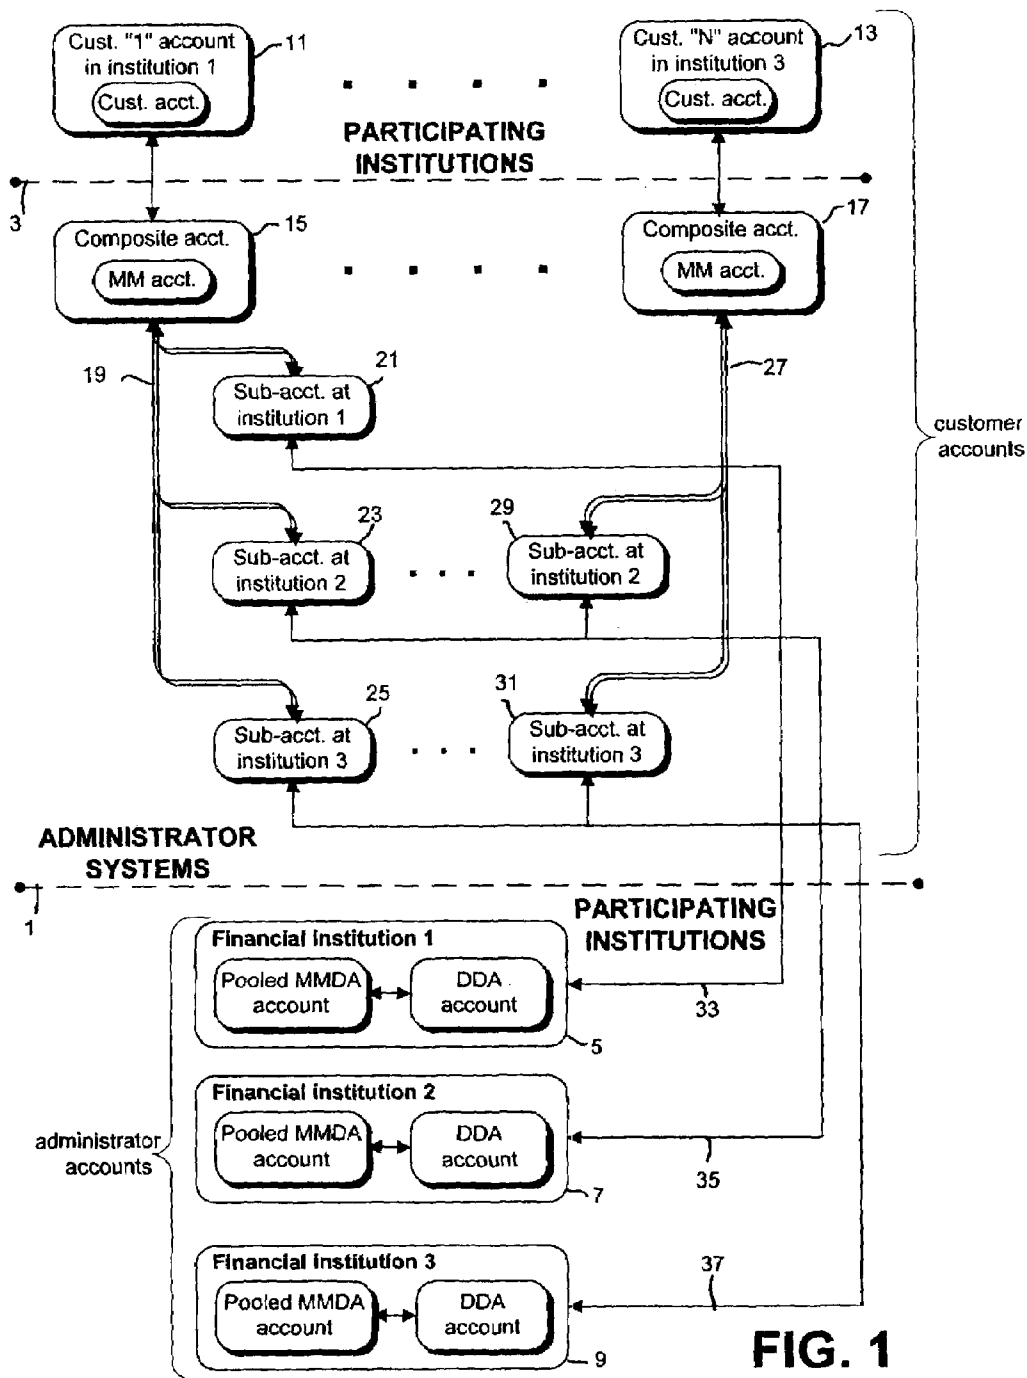 Cust. "1" account
in institution 1
Cust. acct.
11
Cust. "N" account
in institution 3
Cust. acct.
13
PARTICIPATING
INSTITUTIONS
3
Composite acct.
MM acct.
15
Composite acct.
MM acct.
17
19
21
Sub-acct. at
institution 1
27
customer
accounts
23
Sub-acct. at
institution 2
29
Sub-acct. at
institution 2
25
Sub-acct. at
institution 3
31
Sub-acct. at
institution 3
ADMINISTRATOR
SYSTEMS
1
PARTICIPATING
INSTITUTIONS
Financial institution 1
Pooled MMDA
account
DDA
account
33
5
administrator
accounts
Financial institution 2
Pooled MMDA
account
DDA
account
35
7
Financial institution 3
Pooled MMDA
account
DDA
account
37
9
FIG. 1